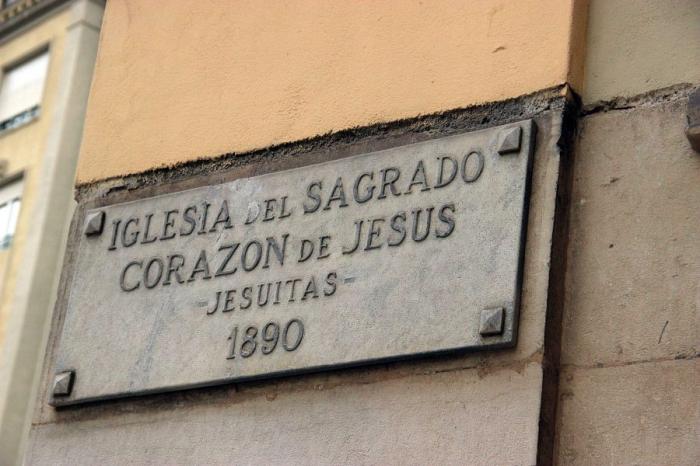 IGLESIA DEL SAGRADO
CORAZON DE JESUS
-JESUITAS-
1890